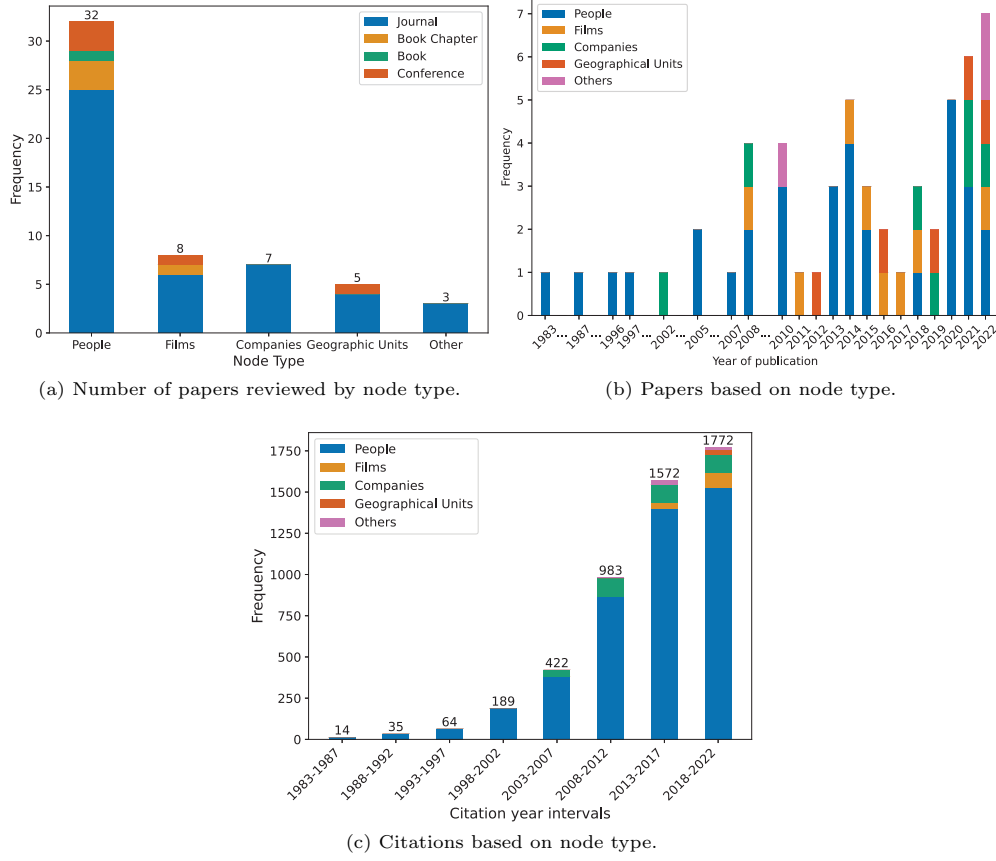 32
30
25
20
15
10
5
0
Frequency
8
7
5
3
Journal
Book Chapter
Book
Conference
People
Films
Companies
Geographic Units
Other
Node Type
(a) Number of papers reviewed by node type.
7
6
5
4
3
2
1
0
Frequency
People
Films
Companies
Geographical Units
Others
1983
...
1987
...
1996
1997
...
2002
...
2005
...
2007
2008
...
2010
2011
2012
2013
2014
2015
2016
2017
2018
2019
2020
2021
2022
Year of publication
(b) Papers based on node type.
1750
1500
1250
1000
750
500
250
0
Frequency
People
Films
Companies
Geographical Units
Others
14
35
64
189
422
983
1572
1772
1983-1987
1988-1992
1993-1997
1998-2002
2003-2007
2008-2012
2013-2017
2018-2022
Citation year intervals
(c) Citations based on node type.